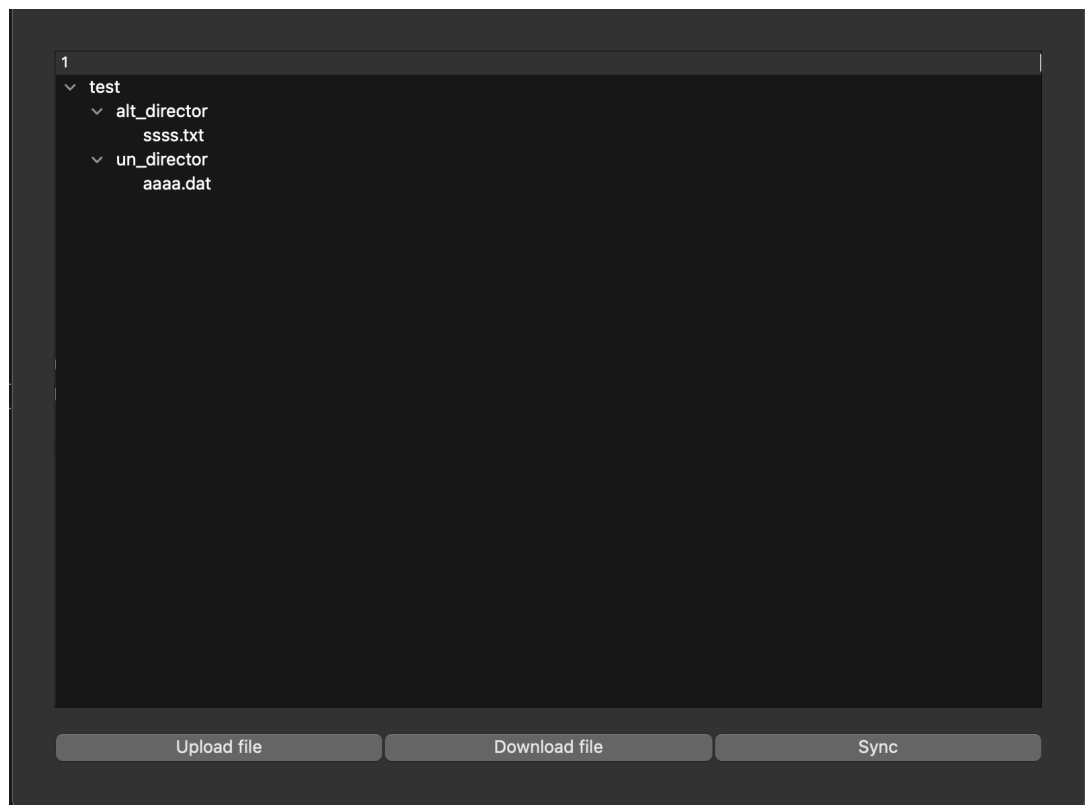 1
test
alt_director
ssss.txt
un_director
aaaa.dat
Upload file
Download file
Sync